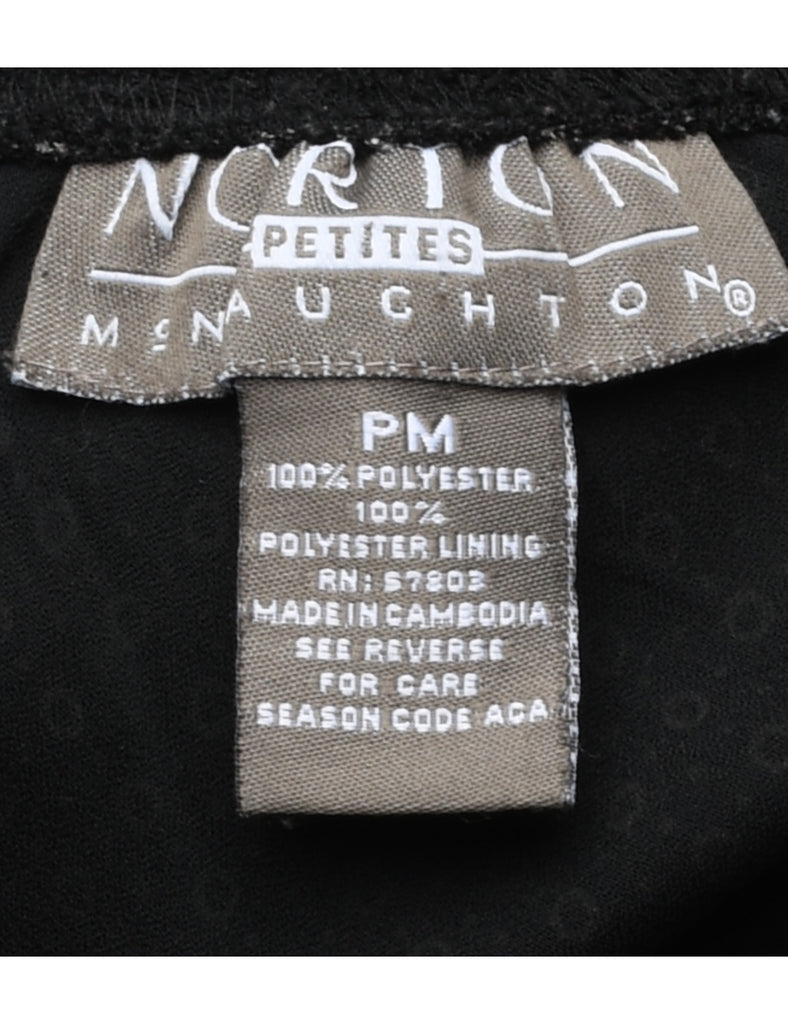 NORTON
PETITES
McNAUGHTON®
PM
100% POLYESTER
100%
POLYESTER LINING
RN: 57803
MADE IN CAMBODIA
SEE REVERSE
FOR CARE
SEASON CODE AGA